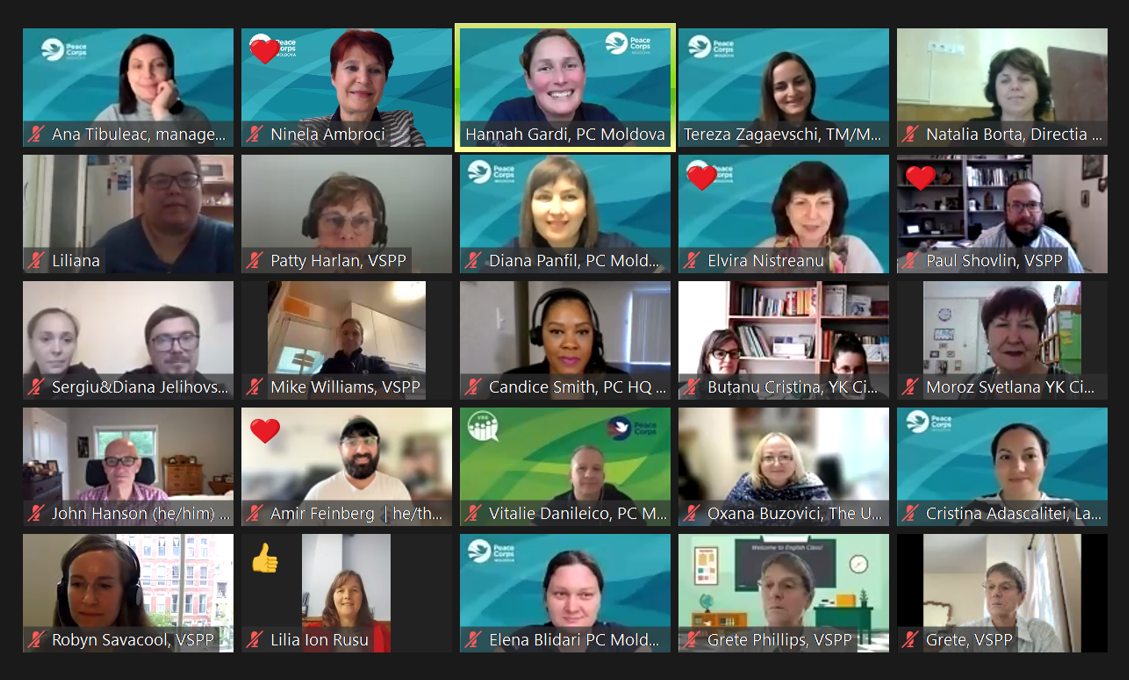 Peace
Corps
MOLDOVA
Ana Tibuleac, manage...
ce
orps
MOLDOVA
Ninela Ambroci
Peace
Corps
MOLDOVA
Hannah Gardi, PC Moldova
Peace
Corps
MOLDOVA
Tereza Zagaevschi, TM/M...
Natalia Borta, Directia ...
Liliana
Patty Harlan, VSPP
Peace
Corps
MOLDOVA
Diana Panfil, PC Mold...
ce
orps
MOLDOVA
Elvira Nistreanu
Paul Shovlin, VSPP
Sergiu&Diana Jelihovs...
Mike Williams, VSPP
Candice Smith, PC HQ ...
Buțanu Cristina, YK Ci...
Moroz Svetlana YK Ci...
John Hanson (he/him) ...
Amir Feinberg | he/th...
Peace
Corps
Vitalie Danileico, PC M...
Oxana Buzovici, The U...
Peace
Corps
MOLDOVA
Cristina Adascalitei, La...
Robyn Savacool, VSPP
Lilia Ion Rusu
Peace
Corps
MOLDOVA
Elena Blidari PC Mold...
Welcome to English Class!
Grete Phillips, VSPP
Grete, VSPP